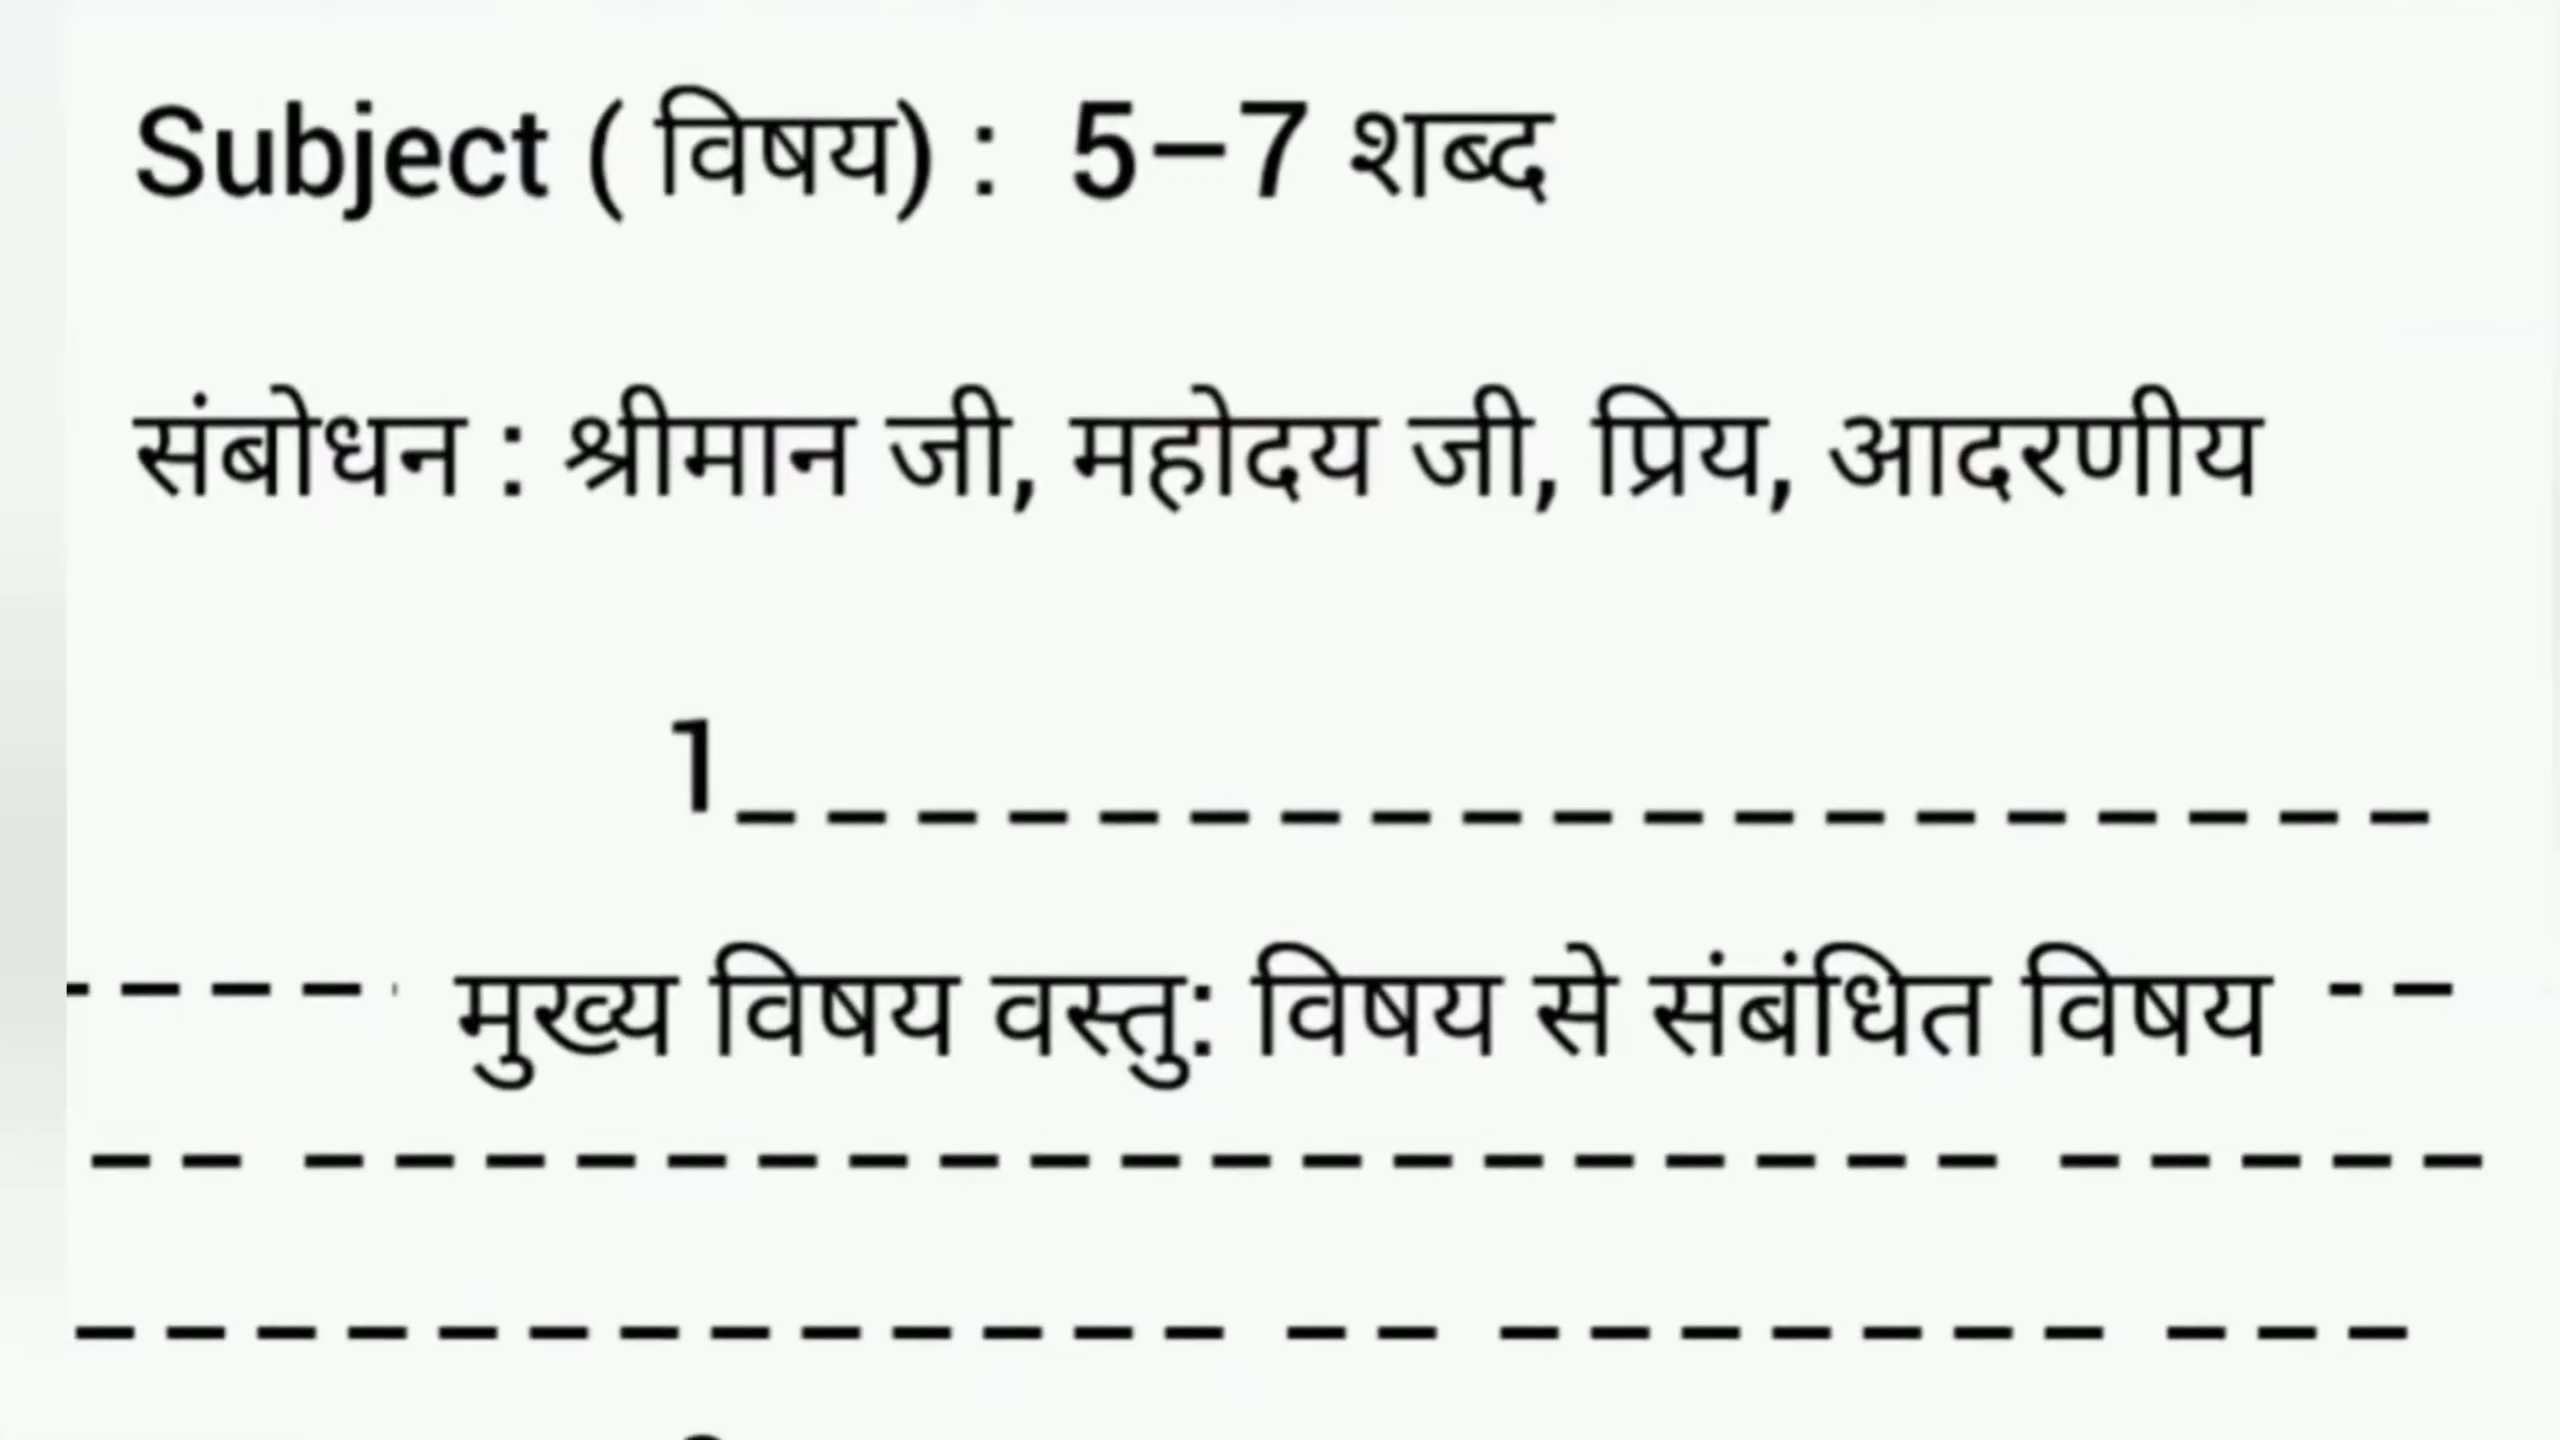 Subject ( विषय) : 5–7 शब्द
संबोधन : श्रीमान जी, महोदय जी, प्रिय, आदरणीय
1_ _ _ _ _ _ _ _ _ _ _ _ _ _ _ _ _ _ _
- - - - मुख्य विषय वस्तु: विषय से संबंधित विषय - -
- - - - - - - - - - - - - - - - - - - - - - - - - -
- - - - - - - - - - - - - - - - - - - - - - - - -